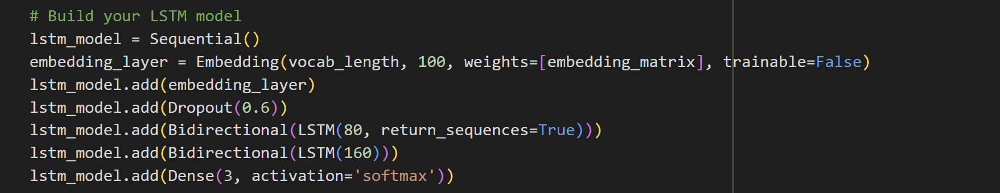 # Build your LSTM model
lstm_model = Sequential()
embedding_layer = Embedding(vocab_length, 100, weights=[embedding_matrix], trainable=False)
lstm_model.add(embedding_layer)
lstm_model.add(Dropout(0.6))
lstm_model.add(Bidirectional(LSTM(80, return_sequences=True)))
lstm_model.add(Bidirectional(LSTM(160)))
lstm_model.add(Dense(3, activation='softmax'))